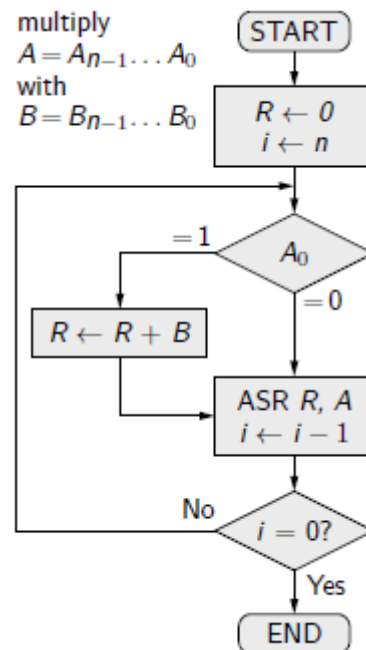 multiply
A = Aₙ₋₁ … A₀
with
B = Bₙ₋₁ … B₀
START
R ← 0
i ← n
A₀
= 1
= 0
R ← R + B
ASR R, A
i ← i − 1
i = 0?
No
Yes
END